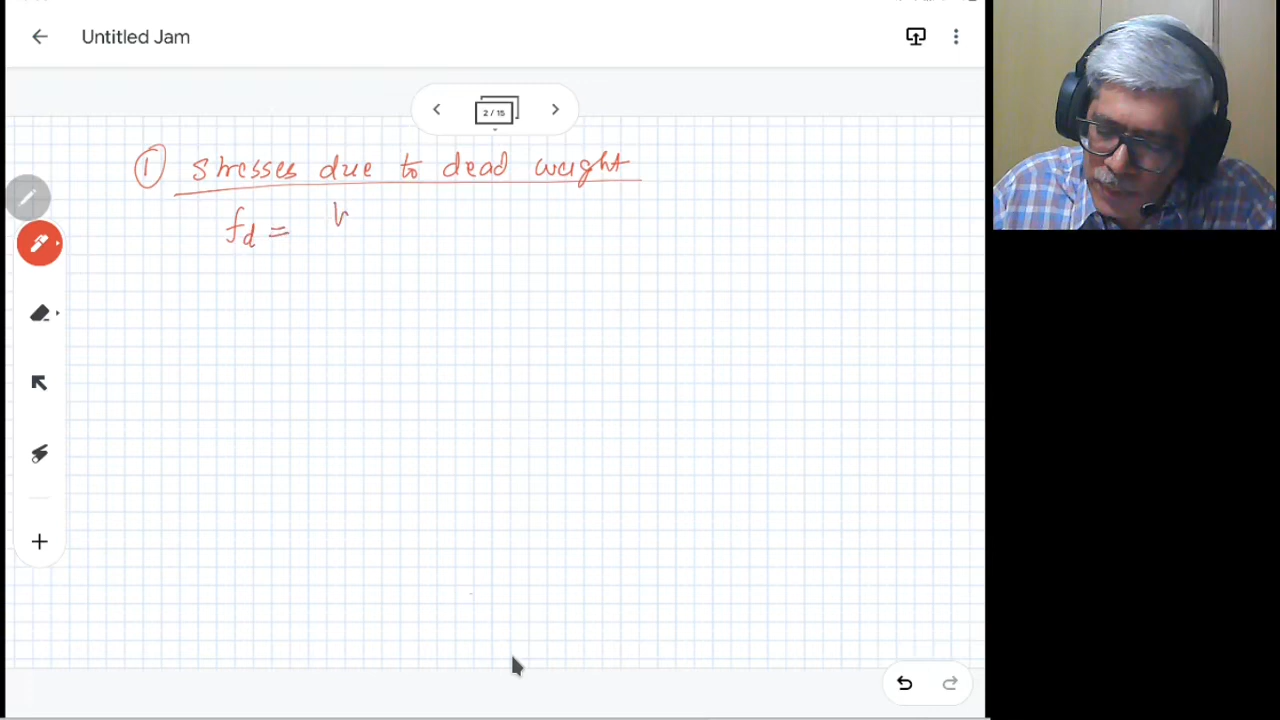 Untitled Jam
2 / 15
① Stresses due to dead weight
fd =